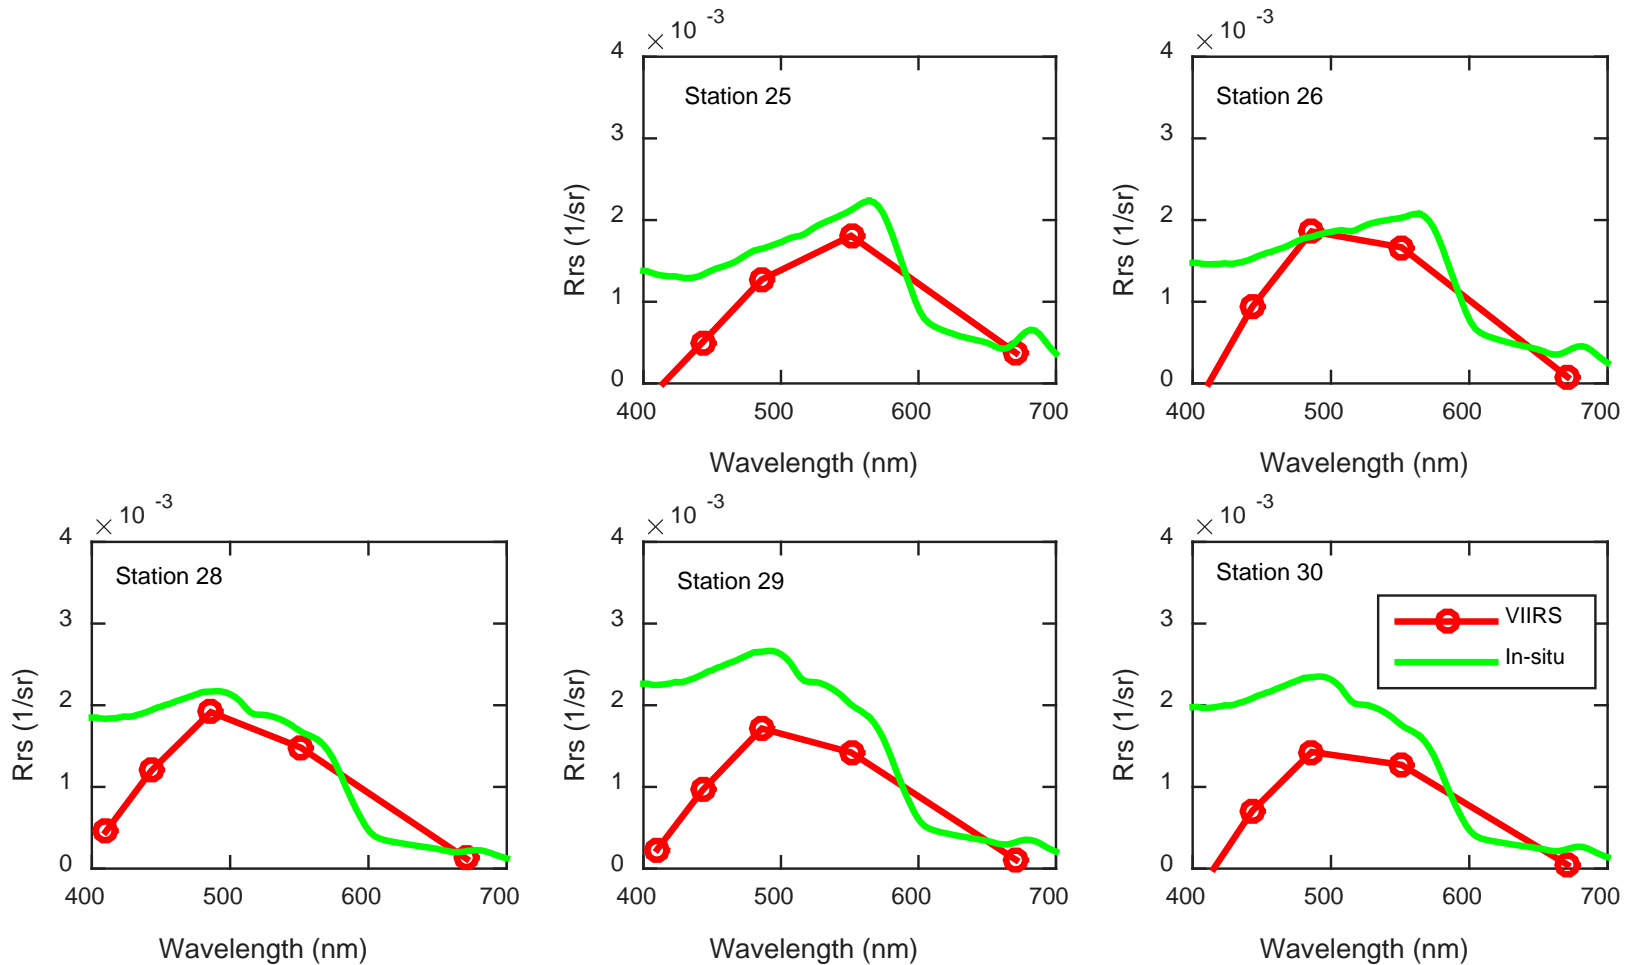 × 10 -3
4
3
2
1
0
Rrs (1/sr)
Station 25
400 500 600 700
Wavelength (nm)
× 10 -3
4
3
2
1
0
Rrs (1/sr)
Station 26
400 500 600 700
Wavelength (nm)
× 10 -3
4
3
2
1
0
Rrs (1/sr)
Station 28
400 500 600 700
Wavelength (nm)
× 10 -3
4
3
2
1
0
Rrs (1/sr)
Station 29
400 500 600 700
Wavelength (nm)
× 10 -3
4
3
2
1
0
Rrs (1/sr)
Station 30
VIIRS
In-situ
400 500 600 700
Wavelength (nm)